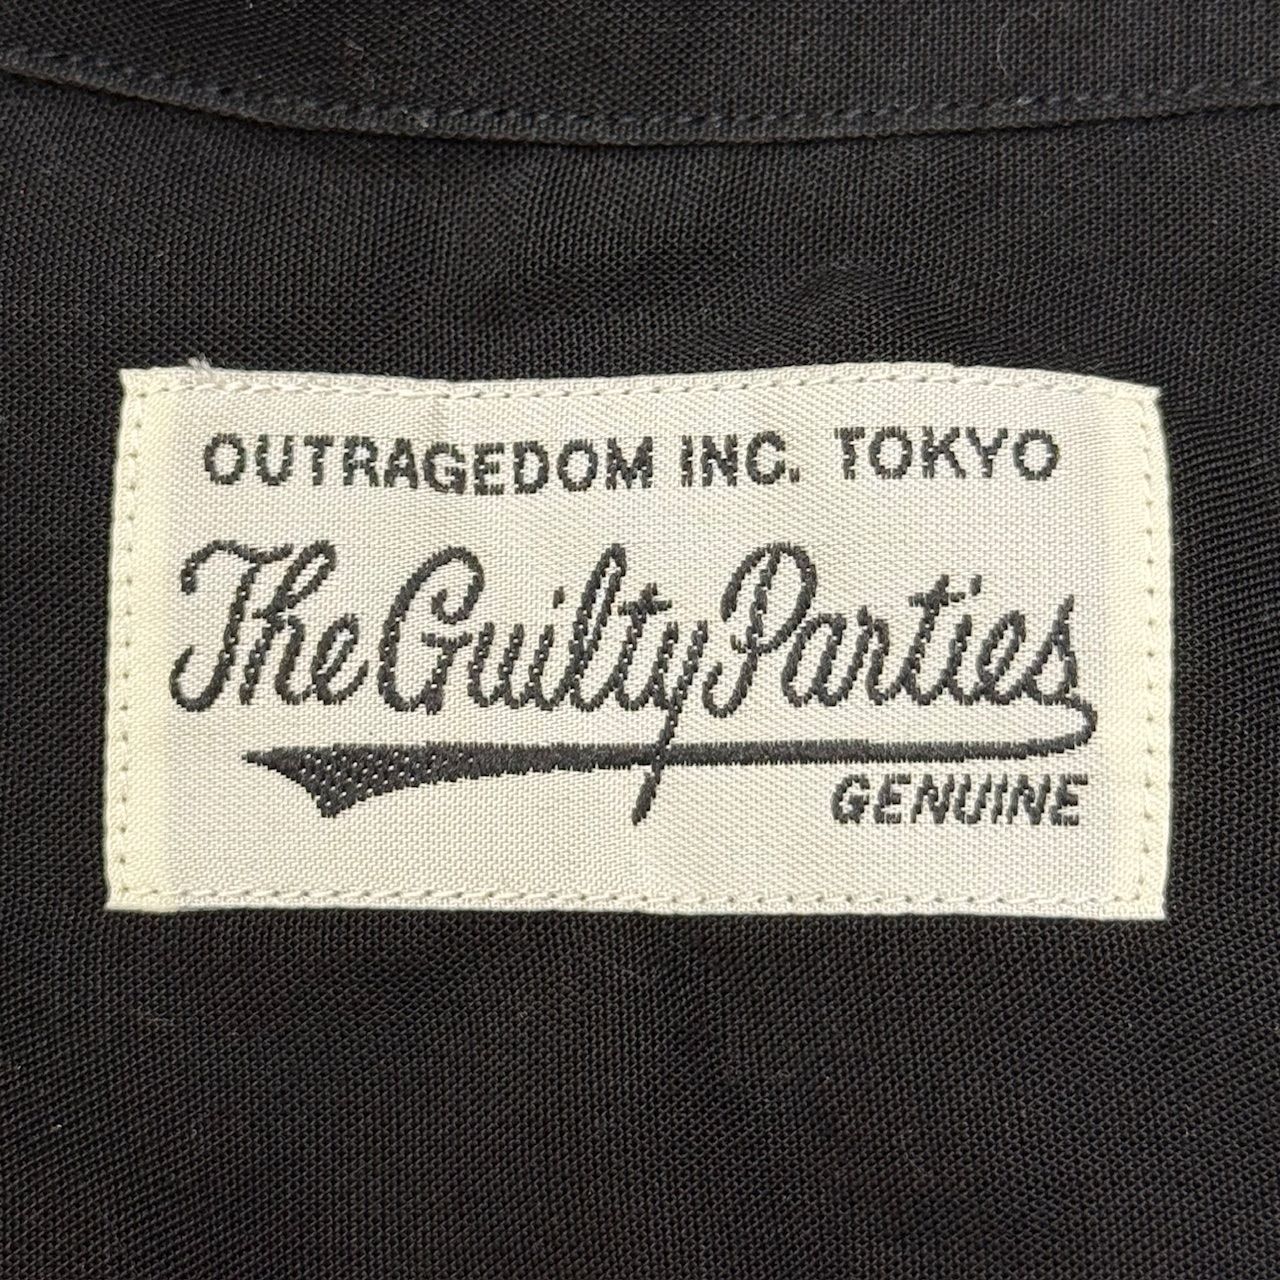 OUTRAGEDOM INC. TOKYO
The Guilty Parties
GENUINE